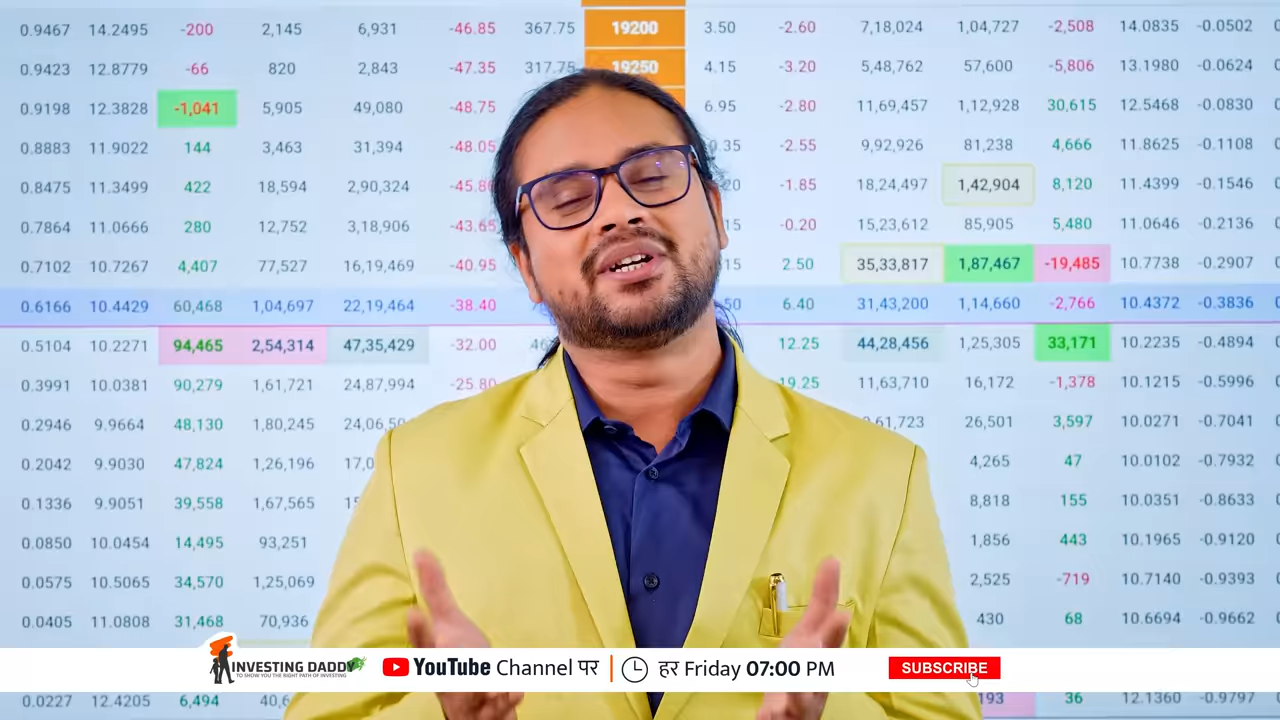 0.9467 14.2495 -200 2,145 6,931 -46.85 367.75 19200 3.50 -2.60 7,18,024 1,04,727 -2,508 14.0835 -0.0502
0.9423 12.8779 -66 820 2,843 -47.35 317.75 19250 4.15 -3.20 5,48,762 57,600 -5,806 13.1980 -0.0624
0.9198 12.3828 -1,041 5,905 49,080 -48.75 6.95 -2.80 11,69,457 1,12,928 30,615 12.5468 -0.0830
0.8883 11.9022 144 3,463 31,394 -48.05 -2.55 9,92,926 81,238 4,666 11.8625 -0.1108
0.8475 11.3499 422 18,594 2,90,324 -1.85 18,24,497 1,42,904 8,120 11.4399 -0.1546
0.7864 11.0666 280 12,752 3,18,906 -43.65 -0.20 15,23,612 85,905 5,480 11.0646 -0.2136
0.7102 10.7267 4,407 77,527 16,19,469 -40.95 2.50 35,33,817 1,87,467 -19,485 10.7738 -0.2907
0.6166 10.4429 60,468 1,04,697 22,19,464 -38.40 6.40 31,43,200 1,14,660 -2,766 10.4372 -0.3836
0.5104 10.2271 94,465 2,54,314 47,35,429 -32.00 12.25 44,28,456 1,25,305 33,171 10.2235 -0.4894
0.3991 10.0381 90,279 1,61,721 24,87,994 -25.80 19.25 11,63,710 16,172 -1,378 10.1215 -0.5996
0.2946 9.9664 48,130 1,80,245 26,501 3,597 10.0271 -0.7041
0.2042 9.9030 47,824 1,26,196 4,265 47 10.0102 -0.7932
0.1336 9.9051 39,558 1,67,565 8,818 155 10.0351 -0.8633
0.0850 10.0454 14,495 93,251 1,856 443 10.1965 -0.9120
0.0575 10.5065 34,570 1,25,069 2,525 -719 10.7140 -0.9393
0.0405 11.0808 31,468 70,936 430 68 10.6694 -0.9662
INVESTING DADDY
TO SHOW YOU THE RIGHT PATH OF INVESTING
YouTube Channel पर | हर Friday 07:00 PM
SUBSCRIBE
0.0227 12.4205 6,494 193 36 12.1360 -0.9797